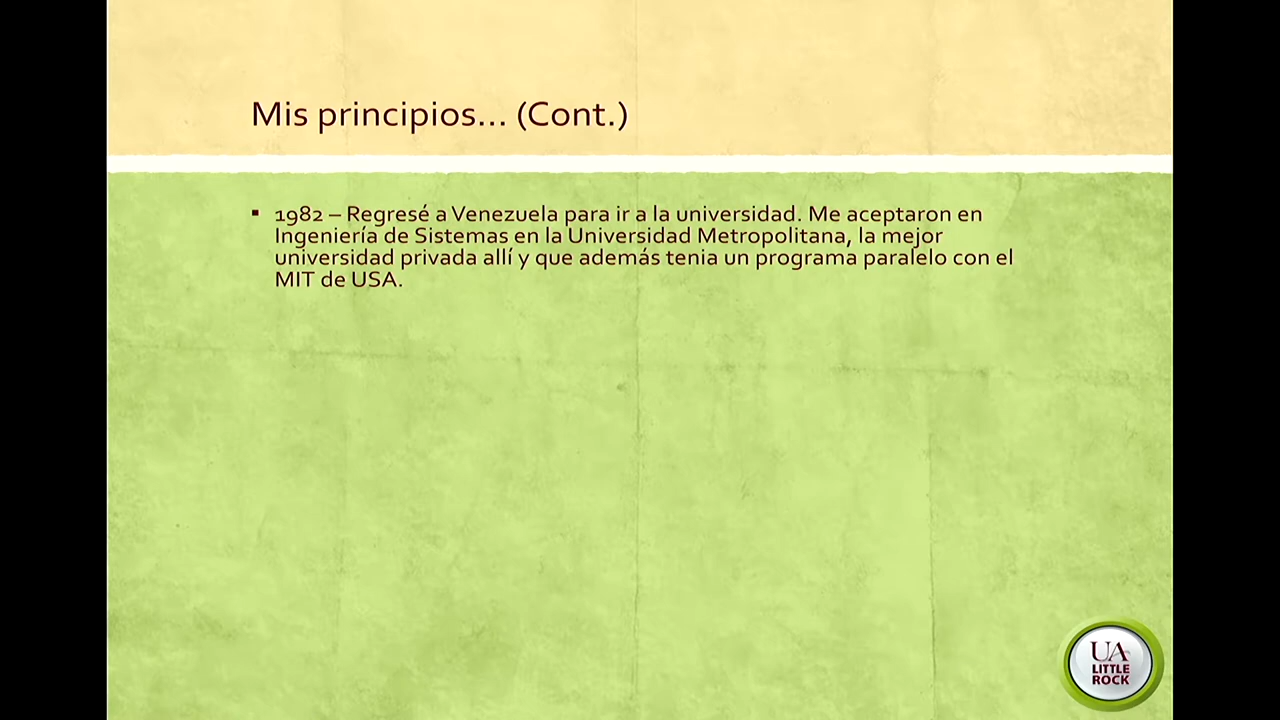 Mis principios... (Cont.)
▪ 1982 – Regresé a Venezuela para ir a la universidad. Me aceptaron en
Ingeniería de Sistemas en la Universidad Metropolitana, la mejor
universidad privada allí y que además tenia un programa paralelo con el
MIT de USA.
UA
LITTLE
ROCK